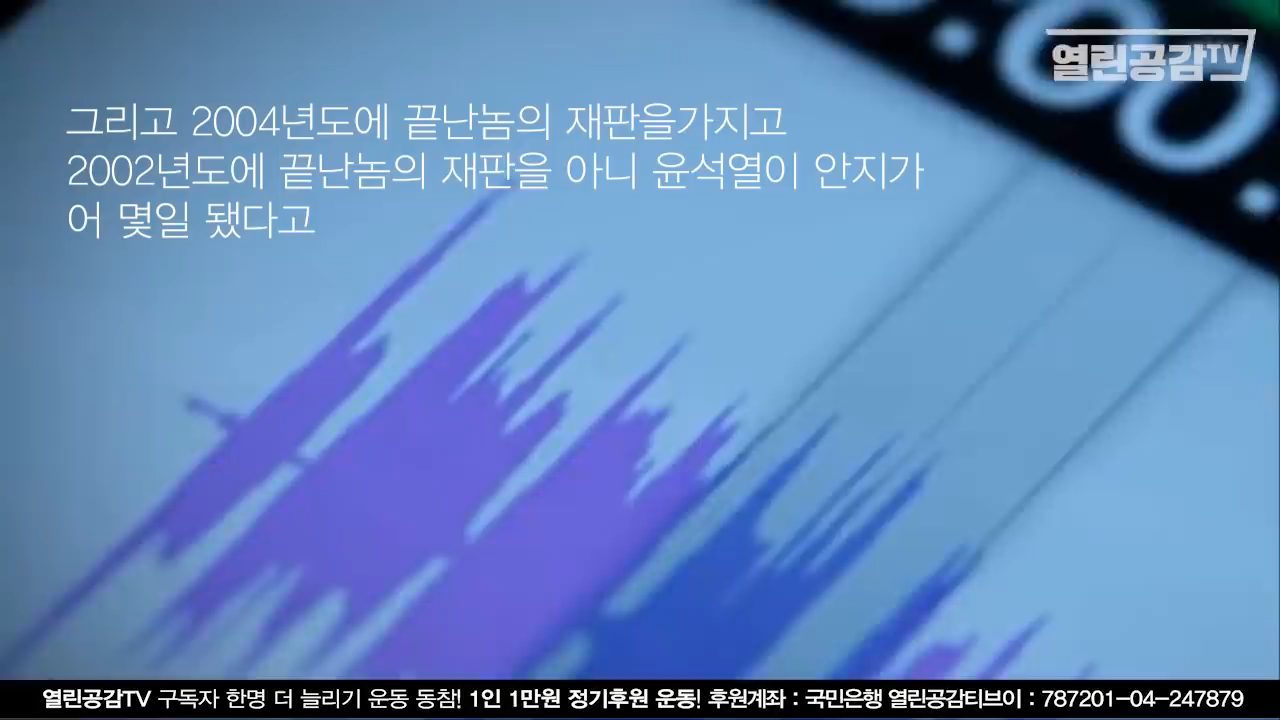 열린공감TV
그리고 2004년도에 끝난놈의 재판을가지고
2002년도에 끝난놈의 재판을 아니 윤석열이 안지가
어 몇일 됐다고
열린공감TV 구독자 한명 더 늘리기 운동 동참! 1인 1만원 정기후원 운동! 후원계좌 : 국민은행 열린공감티브이 : 787201-04-247879